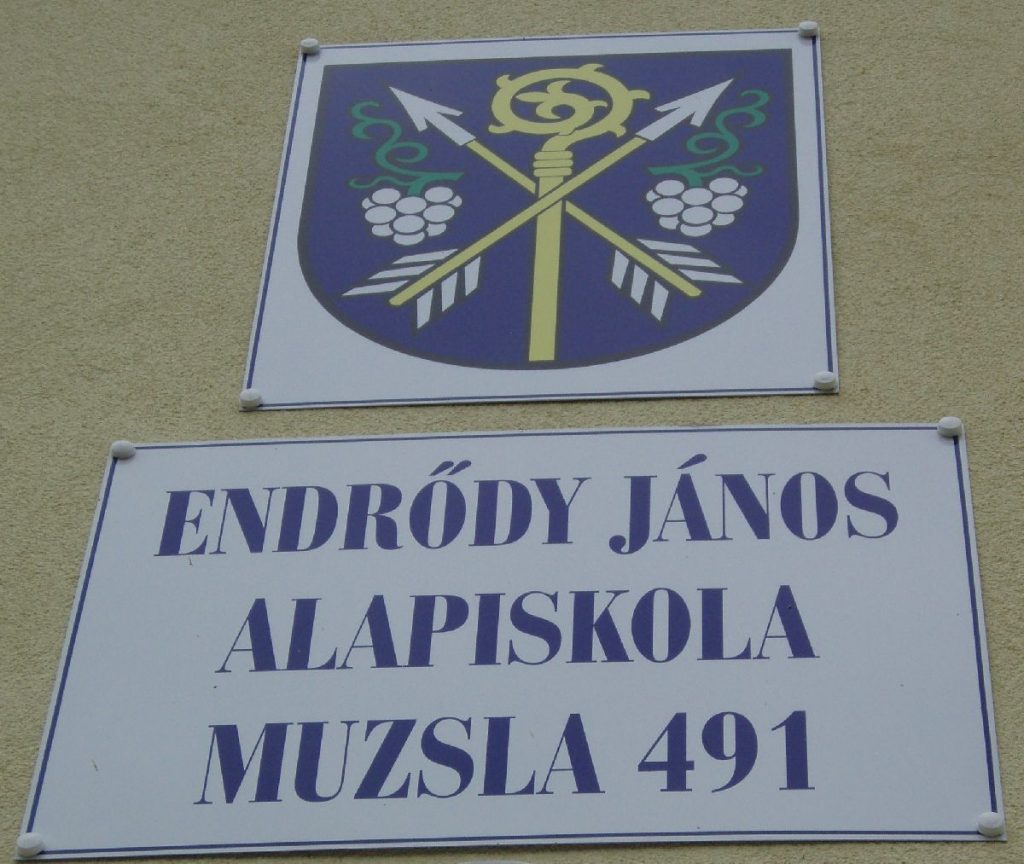 ENDRŐDY JÁNOS
ALAPISKOLA
MUZSLA 491